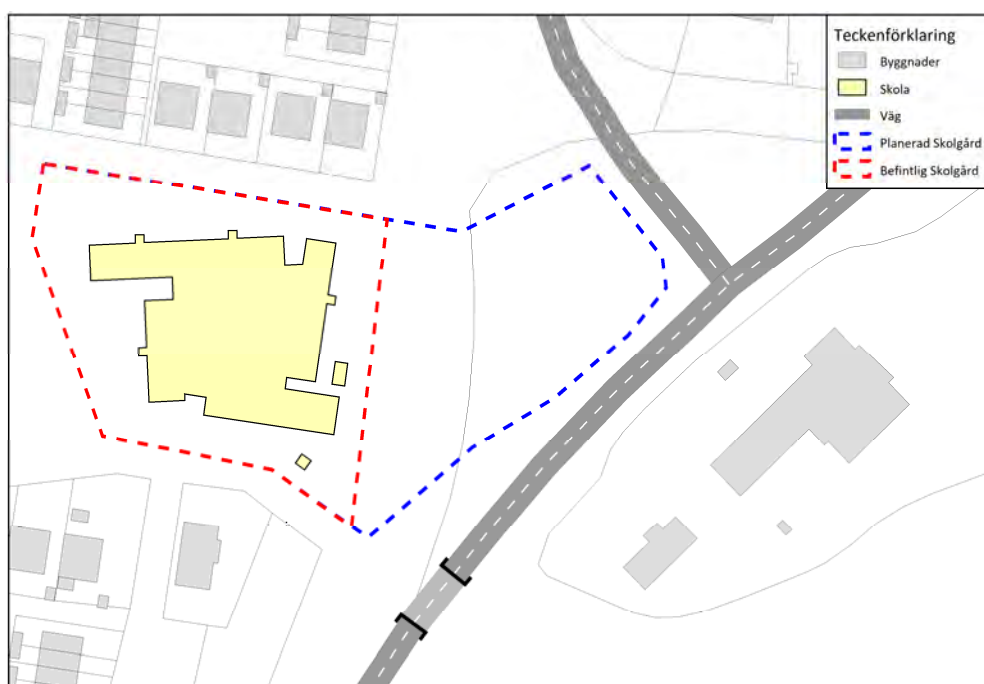 Teckenförklaring
Byggnader
Skola
Väg
Planerad Skolgård
Befintlig Skolgård